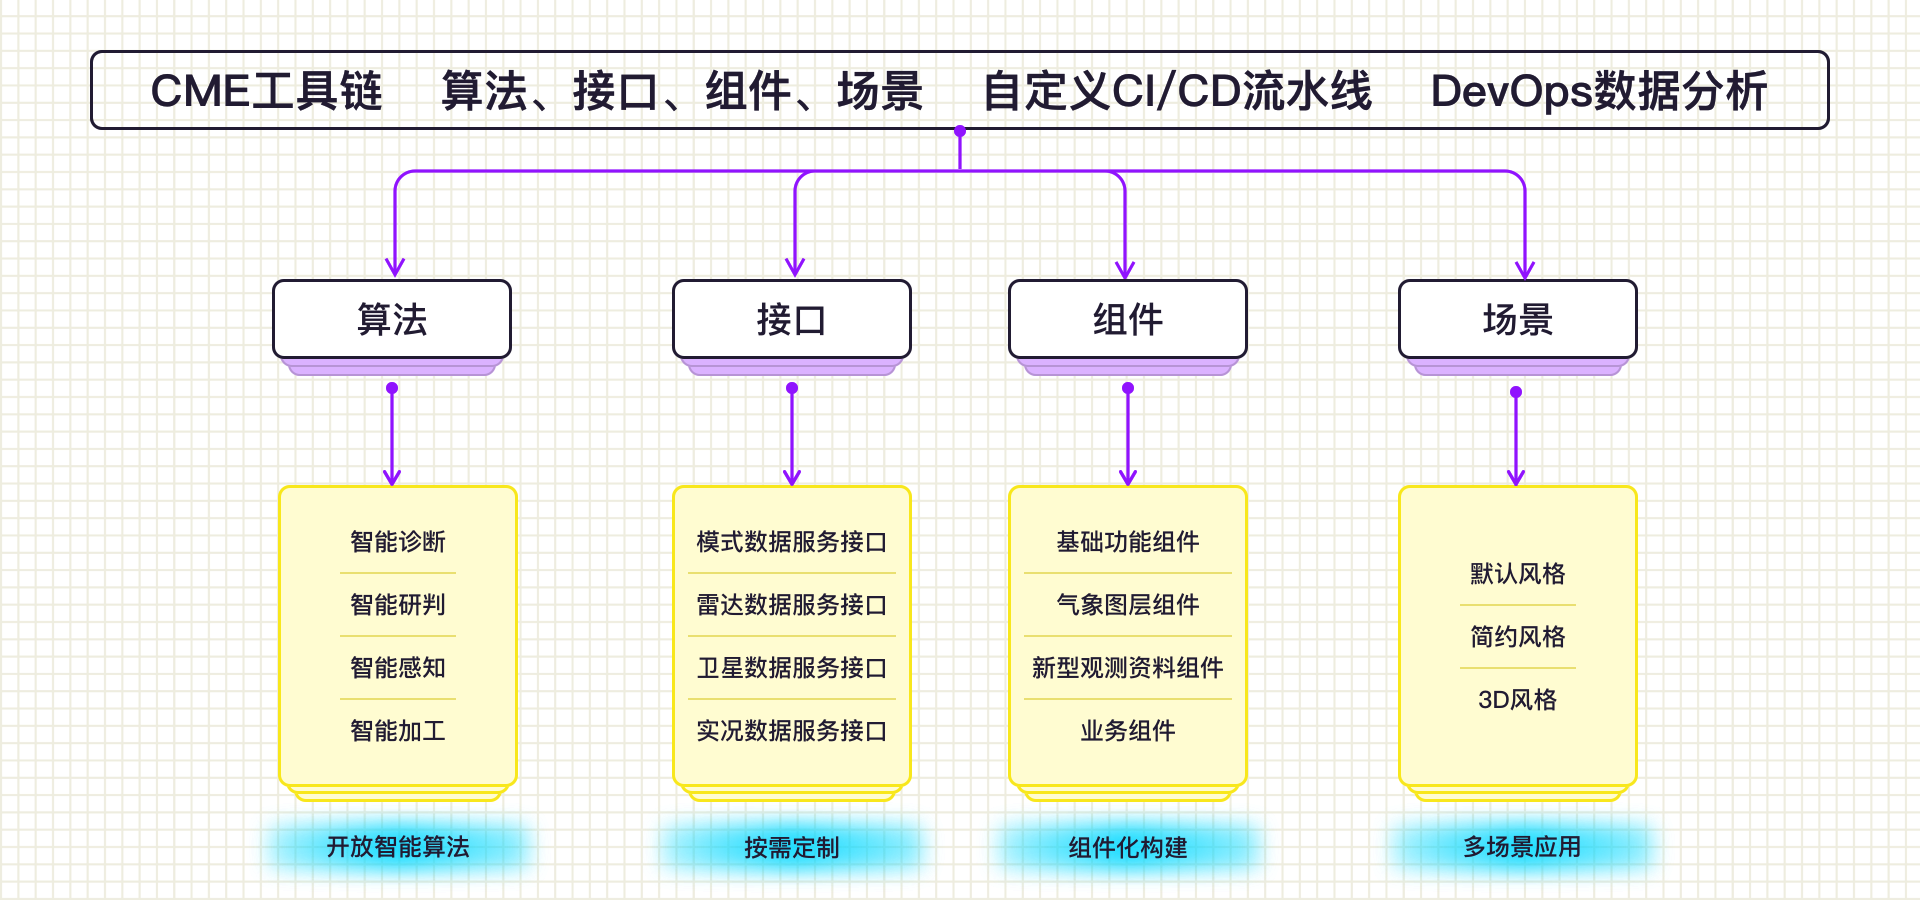 CME工具链 算法、接口、组件、场景 自定义CI/CD流水线 DevOps数据分析
算法
接口
组件
场景
智能诊断
智能研判
智能感知
智能加工
模式数据服务接口
雷达数据服务接口
卫星数据服务接口
实况数据服务接口
基础功能组件
气象图层组件
新型观测资料组件
业务组件
默认风格
简约风格
3D风格
开放智能算法
按需定制
组件化构建
多场景应用